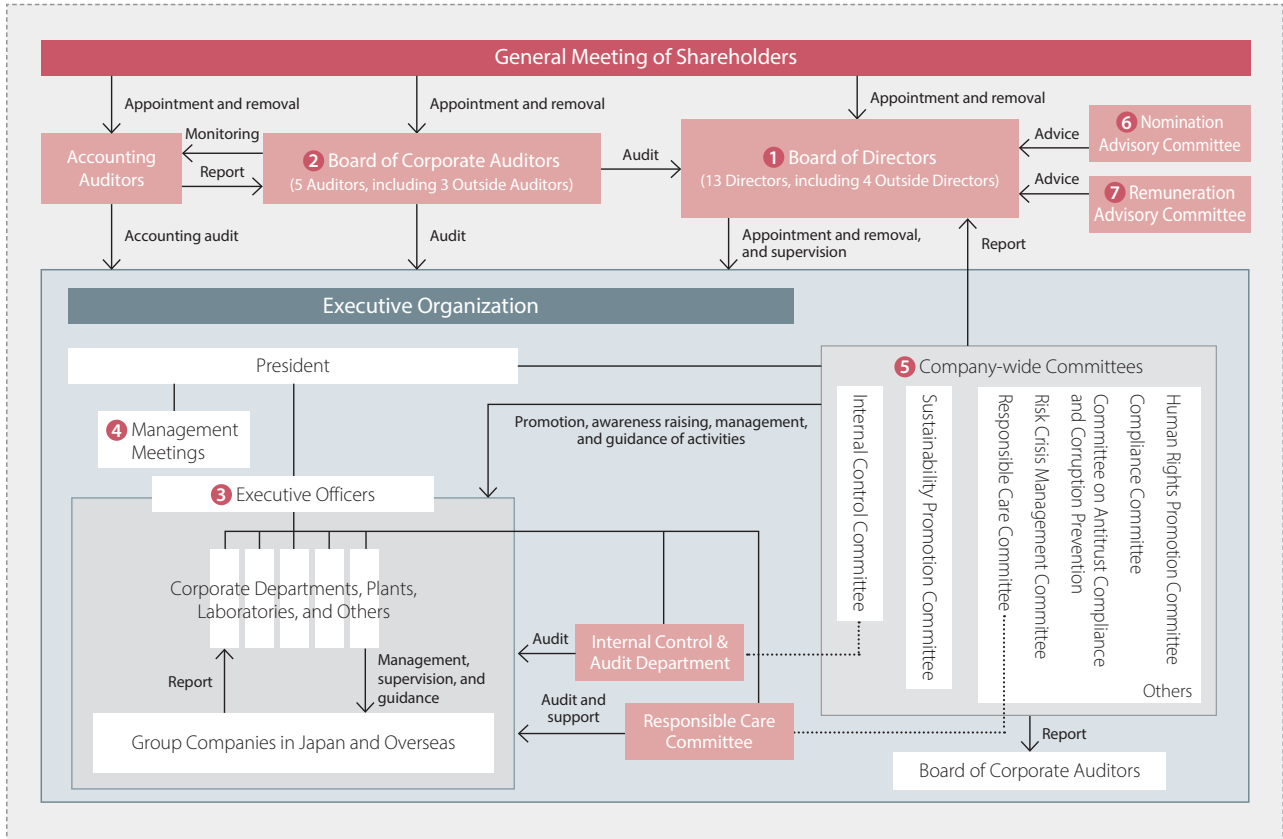 General Meeting of Shareholders
Appointment and removal
Appointment and removal
Appointment and removal
Accounting
Auditors
Monitoring
Report
2 Board of Corporate Auditors
(5 Auditors, including 3 Outside Auditors)
Audit
1 Board of Directors
(13 Directors, including 4 Outside Directors)
Advice
6 Nomination
Advisory Committee
Advice
7 Remuneration
Advisory Committee
Accounting audit
Audit
Appointment and removal,
and supervision
Report
Executive Organization
President
4 Management
Meetings
3 Executive Officers
Promotion, awareness raising, management,
and guidance of activities
5 Company-wide Committees
Internal Control Committee
Sustainability Promotion Committee
Responsible Care Committee
Risk Crisis Management Committee
Committee on Antitrust Compliance
and Corruption Prevention
Compliance Committee
Human Rights Promotion Committee
Others
Corporate Departments, Plants,
Laboratories, and Others
Report
Management,
supervision, and
guidance
Group Companies in Japan and Overseas
Audit
Internal Control &
Audit Department
Audit and
support
Responsible Care
Committee
Report
Board of Corporate Auditors